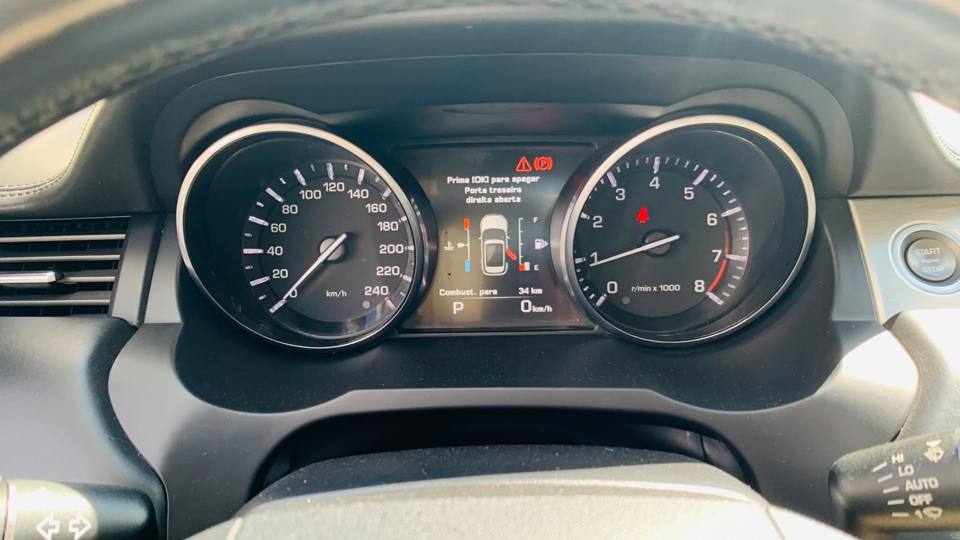 0
20
40
60
80
100
120
140
160
180
200
220
240
km/h
Prima [OK] para apagar
Porta traseira
direita aberta
F
E
Combust. para 34 km
P 0km/h
0
1
2
3
4
5
6
7
8
r/min x 1000
START
STOP
HI
LO
AUTO
OFF
1